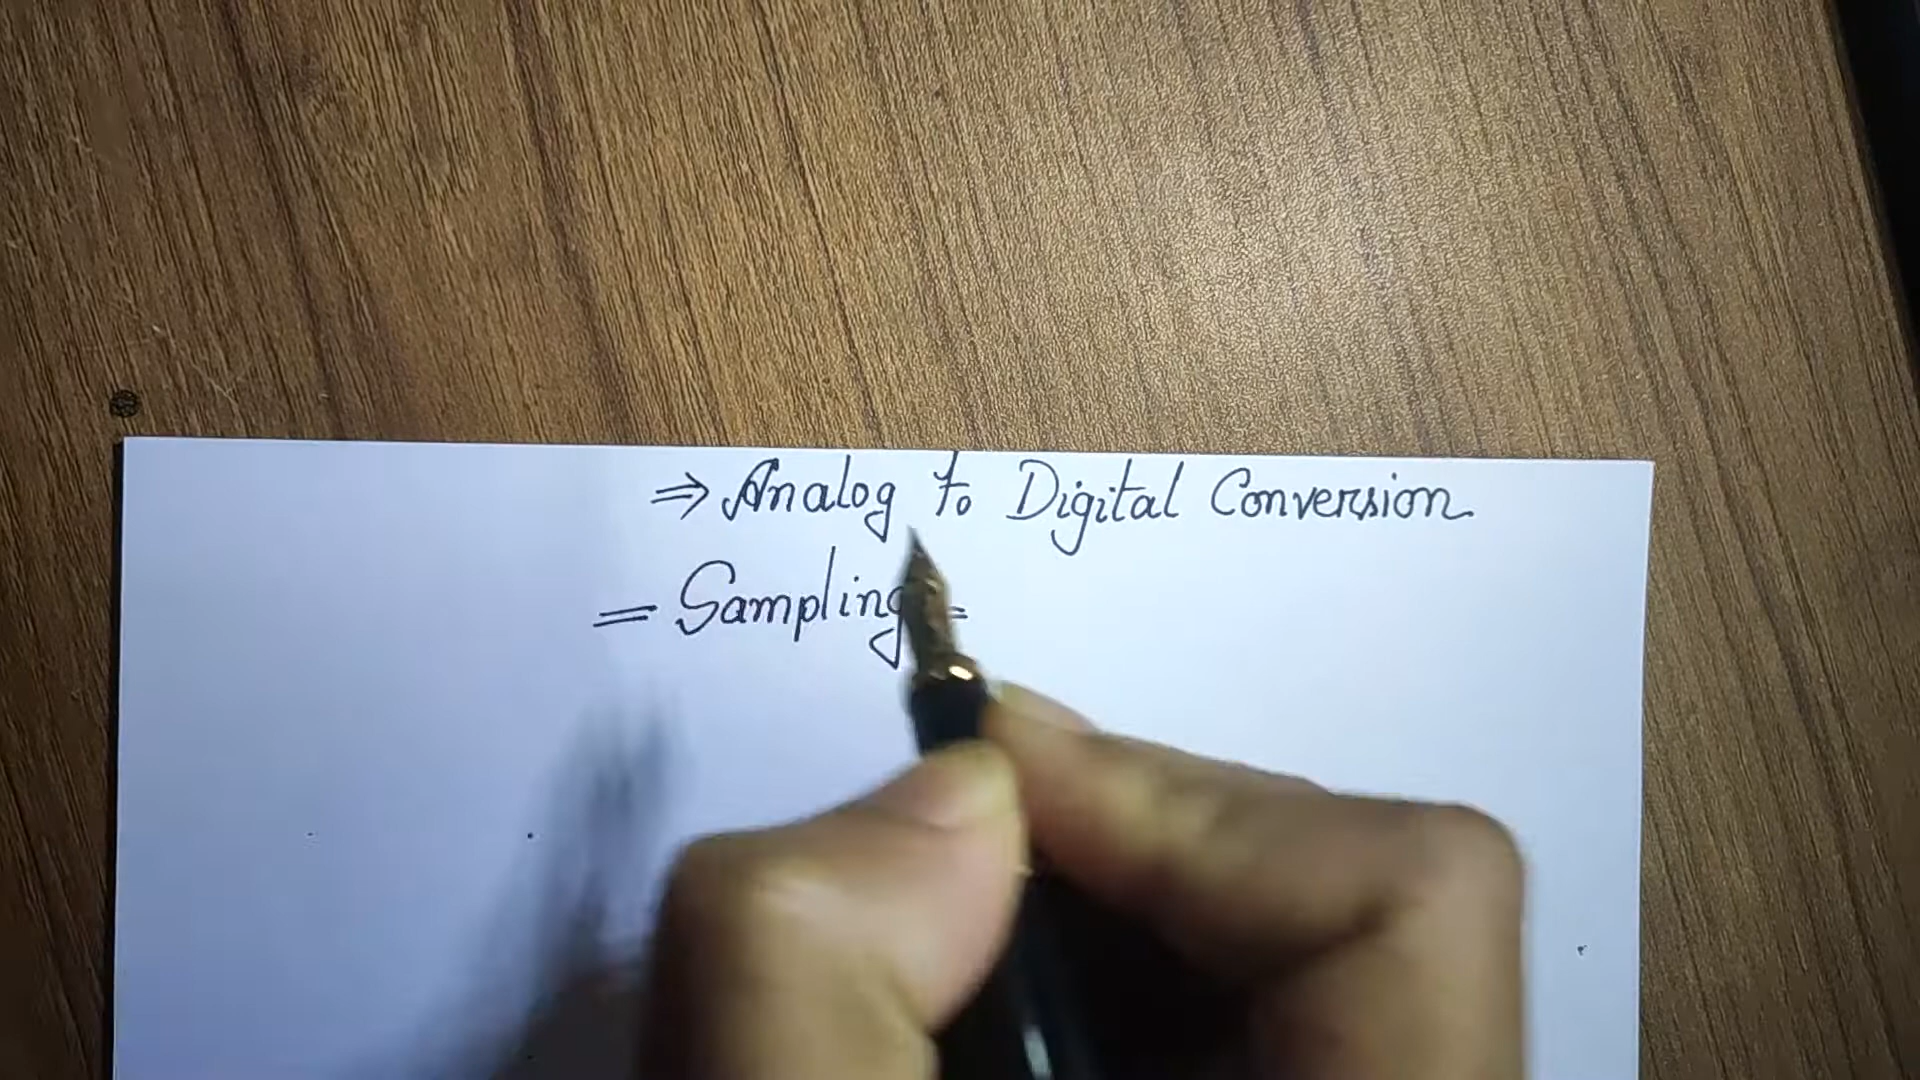 ⇒ Analog to Digital Conversion
= Sampling =